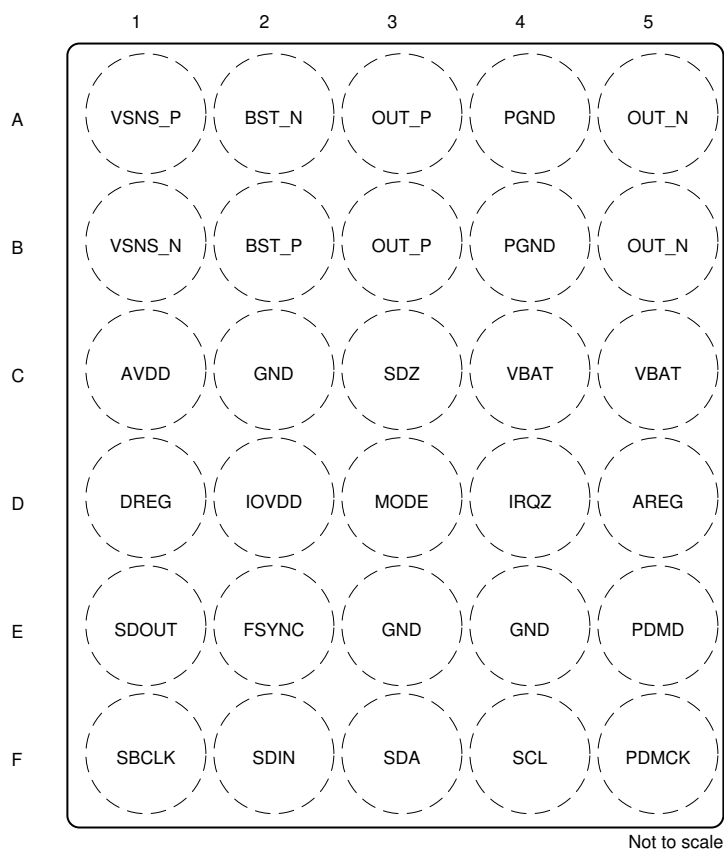 1 2 3 4 5
A VSNS_P BST_N OUT_P PGND OUT_N
B VSNS_N BST_P OUT_P PGND OUT_N
C AVDD GND SDZ VBAT VBAT
D DREG IOVDD MODE IRQZ AREG
E SDOUT FSYNC GND GND PDMD
F SBCLK SDIN SDA SCL PDMCK
Not to scale